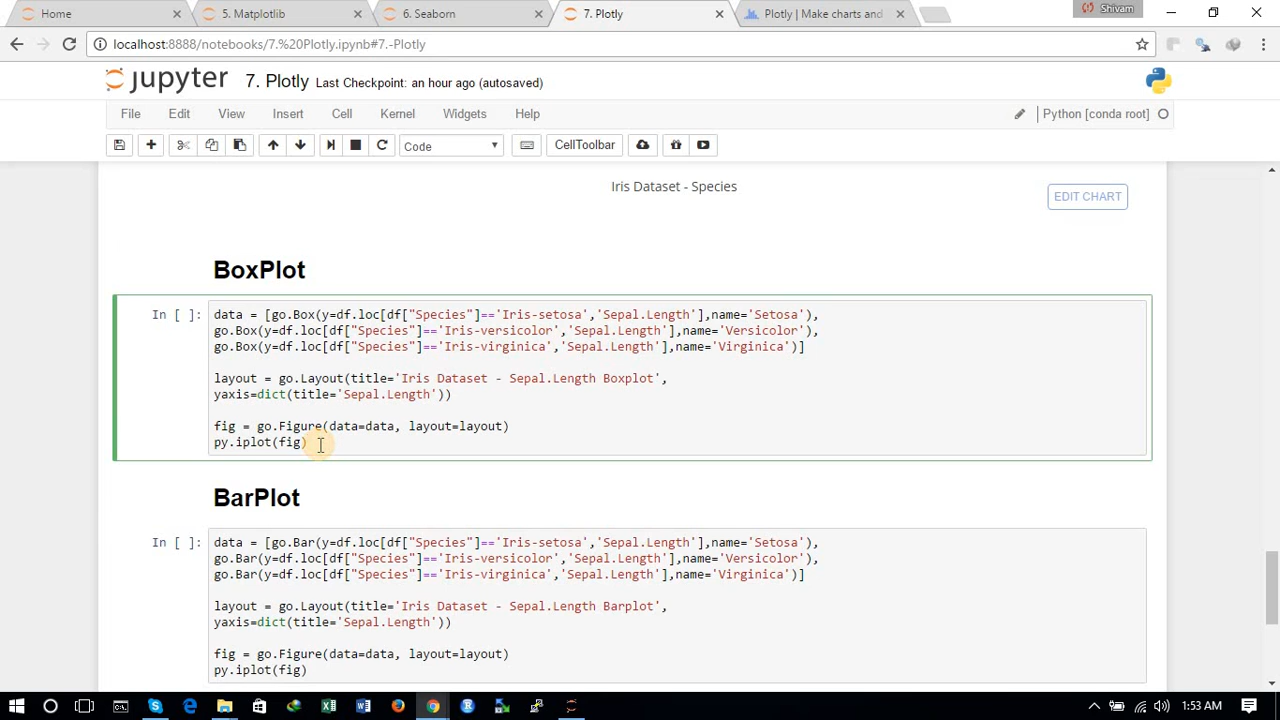 Home
5. Matplotlib
6. Seaborn
7. Plotly
Plotly | Make charts and
Shivam
localhost:8888/notebooks/7.%20Plotly.ipynb#7.-Plotly
jupyter 7. Plotly Last Checkpoint: an hour ago (autosaved)
File Edit View Insert Cell Kernel Widgets Help
Python [conda root]
Code
CellToolbar
Iris Dataset - Species
EDIT CHART
BoxPlot
In [ ]: data = [go.Box(y=df.loc[df["Species"]=='Iris-setosa','Sepal.Length'],name='Setosa'),
go.Box(y=df.loc[df["Species"]=='Iris-versicolor','Sepal.Length'],name='Versicolor'),
go.Box(y=df.loc[df["Species"]=='Iris-virginica','Sepal.Length'],name='Virginica')]
layout = go.Layout(title='Iris Dataset - Sepal.Length Boxplot',
yaxis=dict(title='Sepal.Length'))
fig = go.Figure(data=data, layout=layout)
py.iplot(fig)
BarPlot
In [ ]: data = [go.Bar(y=df.loc[df["Species"]=='Iris-setosa','Sepal.Length'],name='Setosa'),
go.Bar(y=df.loc[df["Species"]=='Iris-versicolor','Sepal.Length'],name='Versicolor'),
go.Bar(y=df.loc[df["Species"]=='Iris-virginica','Sepal.Length'],name='Virginica')]
layout = go.Layout(title='Iris Dataset - Sepal.Length Barplot',
yaxis=dict(title='Sepal.Length'))
fig = go.Figure(data=data, layout=layout)
py.iplot(fig)
1:53 AM